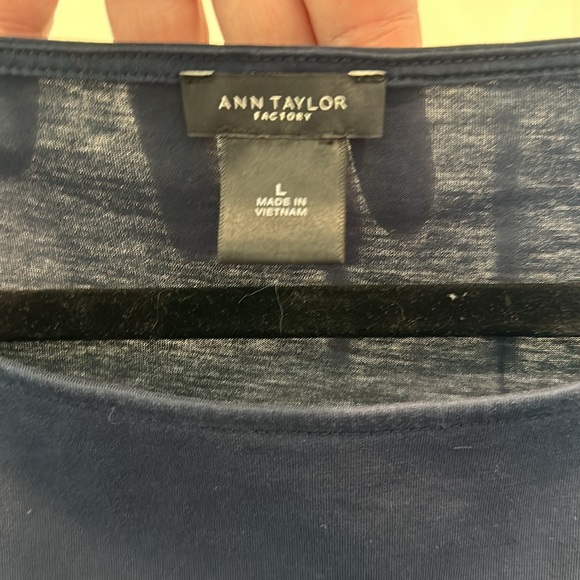 ANN TAYLOR
FACTORY
L
MADE IN
VIETNAM